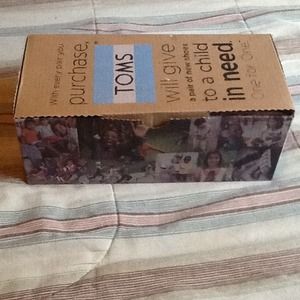 With every pair you
purchase,
TOMS
will give
a pair of new shoes
to a child
in need.
One for One.